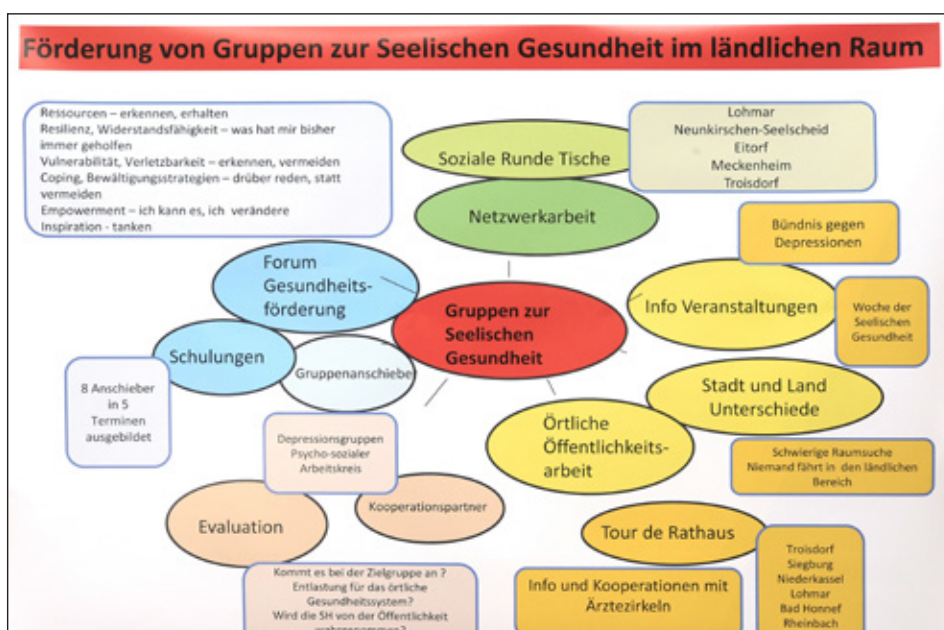 Förderung von Gruppen zur Seelischen Gesundheit im ländlichen Raum
Ressourcen – erkennen, erhalten
Resilienz, Widerstandsfähigkeit – was hat mir bisher
immer geholfen
Vulnerabilität, Verletzbarkeit – erkennen, vermeiden
Coping, Bewältigungsstrategien – drüber reden, statt
vermeiden
Empowerment – ich kann es, ich verändere
Inspiration - tanken
Soziale Runde Tische
Netzwerkarbeit
Lohmar
Neunkirchen-Seelscheid
Eitorf
Meckenheim
Troisdorf
Bündnis gegen
Depressionen
Forum
Gesundheits-
förderung
Gruppen zur
Seelischen
Gesundheit
Info Veranstaltungen
Woche der
Seelischen
Gesundheit
Schulungen
Gruppenanschiebe
8 Anschieber
in 5
Terminen
ausgebildet
Stadt und Land
Unterschiede
Örtliche
Öffentlichkeits-
arbeit
Depressionsgruppen
Psycho-sozialer
Arbeitskreis
Schwierige Raumsuche
Niemand fährt in den ländlichen
Bereich
Kooperationspartner
Evaluation
Tour de Rathaus
Troisdorf
Siegburg
Niederkassel
Lohmar
Bad Honnef
Rheinbach
Kommt es bei der Zielgruppe an ?
Entlastung für das örtliche
Gesundheitssystem?
Wird die SH von der Öffentlichkeit
wahrgenommen?
Info und Kooperationen mit
Ärztezirkeln